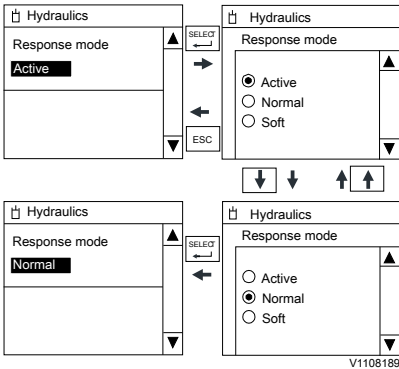 Hydraulics
Response mode
Active
SELECT
ESC
Hydraulics
Response mode
Active
Normal
Soft
Hydraulics
Response mode
Normal
SELECT
Hydraulics
Response mode
Active
Normal
Soft
V1108189